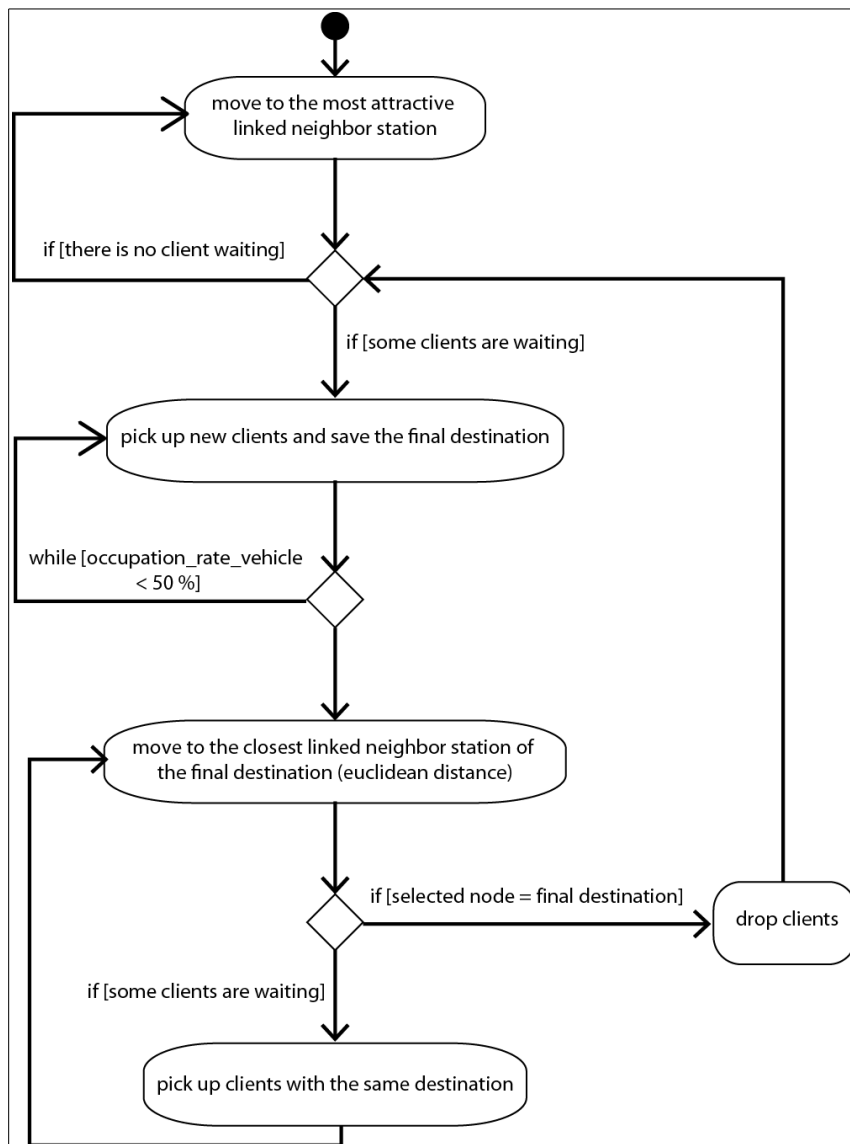 move to the most attractive
linked neighbor station
if [there is no client waiting]
if [some clients are waiting]
pick up new clients and save the final destination
while [occupation_rate_vehicle
< 50 %]
move to the closest linked neighbor station of
the final destination (euclidean distance)
if [selected node = final destination]
drop clients
if [some clients are waiting]
pick up clients with the same destination